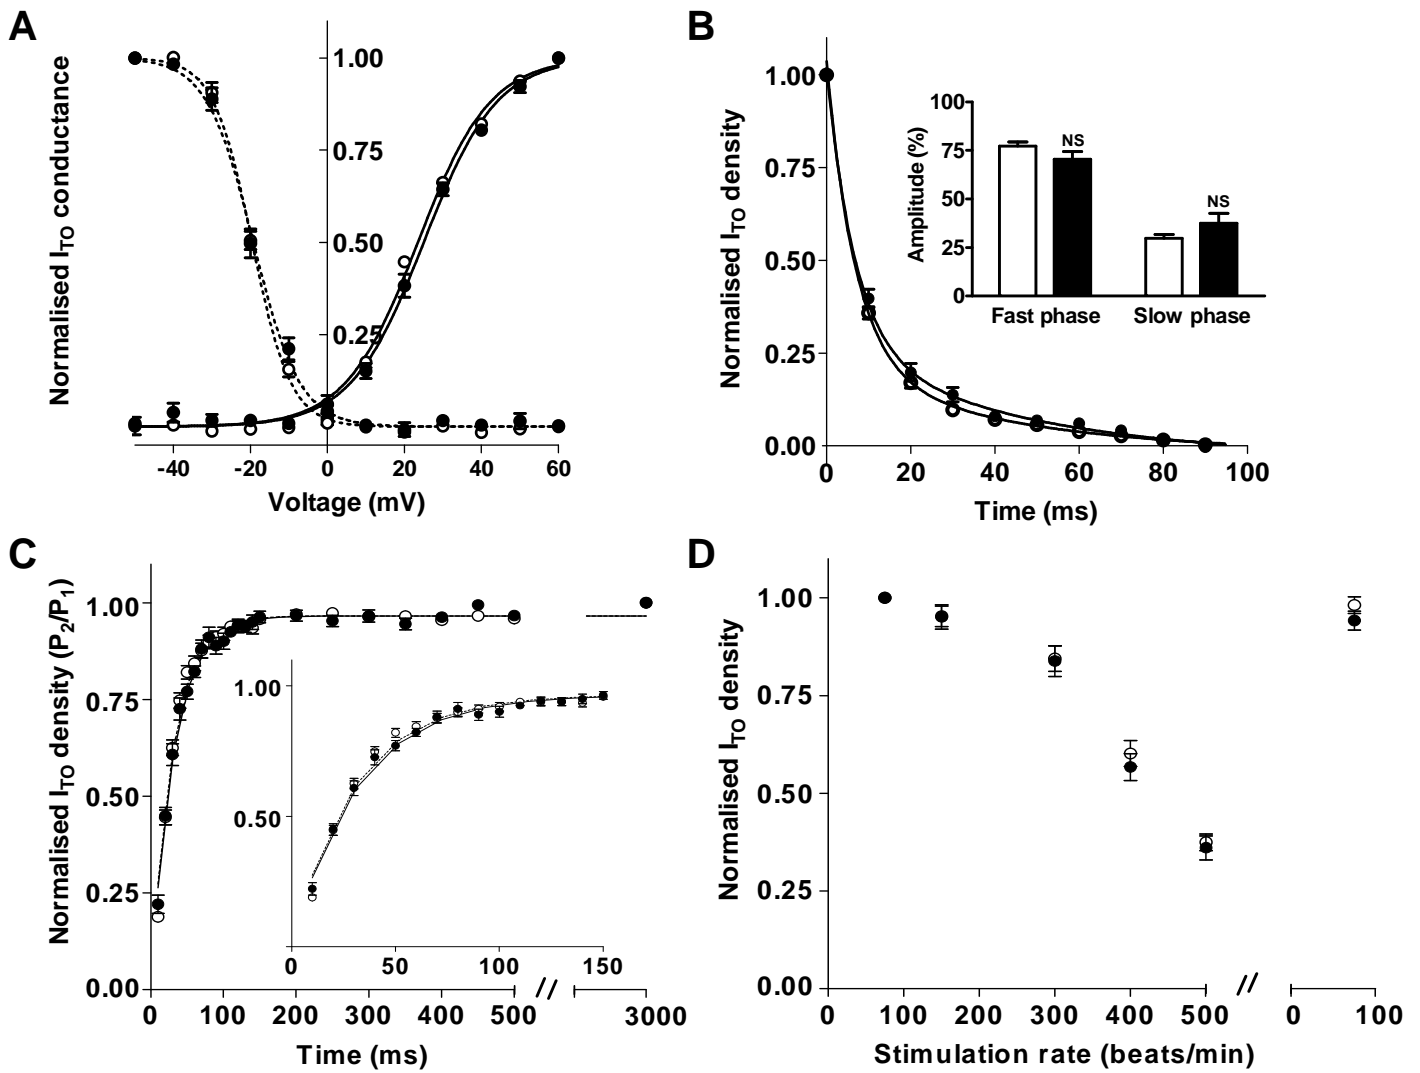 A
Normalised I_TO conductance
1.00
0.75
0.50
0.25
-40 -20 0 20 40 60
Voltage (mV)
B
Normalised I_TO density
1.00
0.75
0.50
0.25
0.00
0 20 40 60 80 100
Time (ms)
Amplitude (%)
100
75
50
25
0
NS
NS
Fast phase Slow phase
C
Normalised I_TO density (P_2/P_1)
1.00
0.75
0.50
0.25
0.00
0 100 200 300 400 500 // 3000
Time (ms)
1.00
0.50
0 50 100 150
D
Normalised I_TO density
1.00
0.75
0.50
0.25
0.00
0 100 200 300 400 500 // 0 100
Stimulation rate (beats/min)